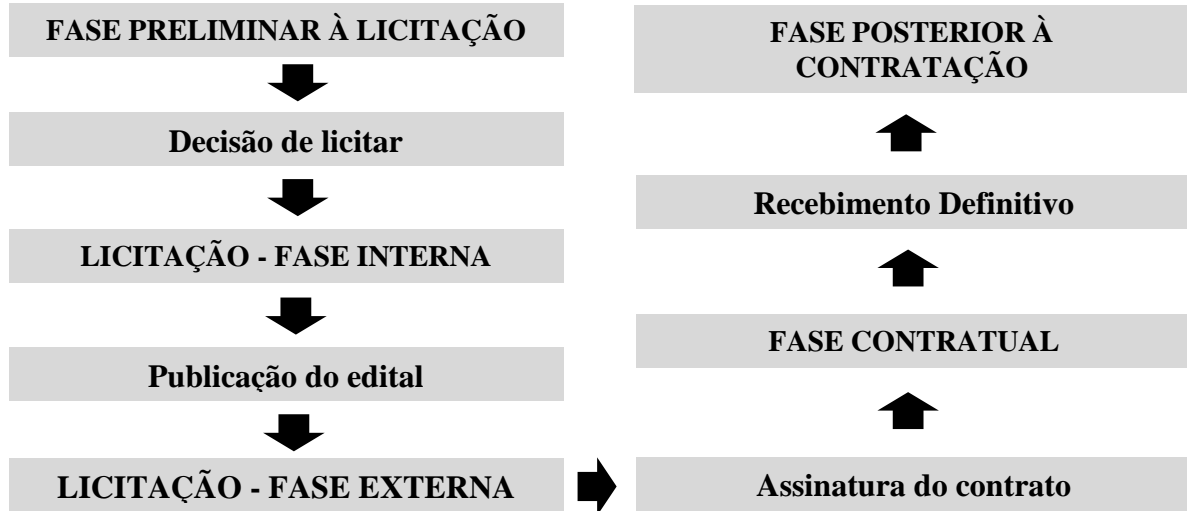 FASE PRELIMINAR À LICITAÇÃO
Decisão de licitar
LICITAÇÃO - FASE INTERNA
Publicação do edital
LICITAÇÃO - FASE EXTERNA
Assinatura do contrato
FASE CONTRATUAL
Recebimento Definitivo
FASE POSTERIOR À
CONTRATAÇÃO